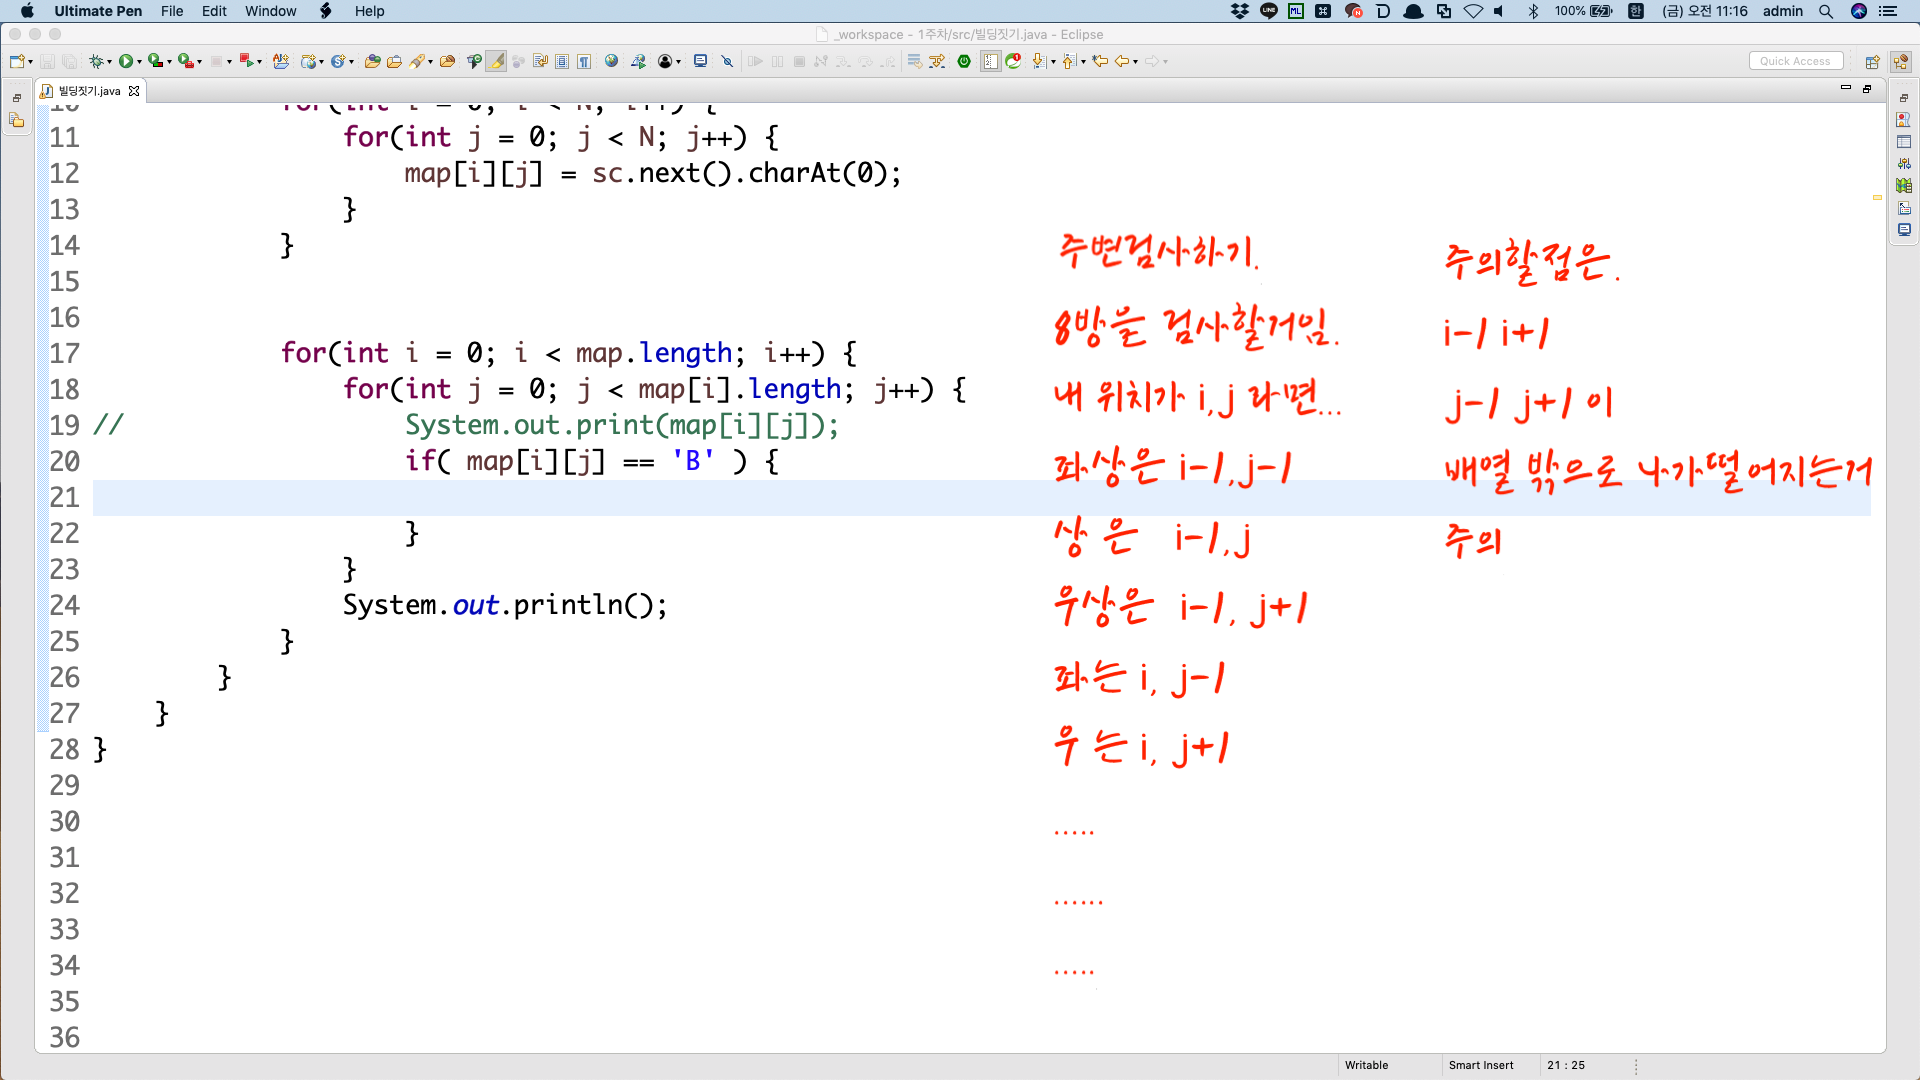 Ultimate Pen File Edit Window Help
100% 한 (금) 오전 11:16 admin
_workspace - 1주차/src/빌딩짓기.java - Eclipse
Quick Access
빌딩짓기.java
10 for(int i = 0; i < N; i++) {
11 for(int j = 0; j < N; j++) {
12 map[i][j] = sc.next().charAt(0);
13 }
14 }
15
16
17 for(int i = 0; i < map.length; i++) {
18 for(int j = 0; j < map[i].length; j++) {
19 // System.out.print(map[i][j]);
20 if( map[i][j] == 'B' ) {
21
22 }
23 }
24 System.out.println();
25 }
26 }
27 }
28 }
29
30
31
32
33
34
35
36
주변검사하기.
8방을 검사할거임.
내 위치가 i,j 라면...
좌상은 i-1,j-1
상 은 i-1,j
우상은 i-1, j+1
좌는 i, j-1
우 는 i, j+1
.....
......
.....
주의할점은.
i-1 i+1
j-1 j+1 이
배열 밖으로 나가떨어지는거
주의
Writable Smart Insert 21 : 25